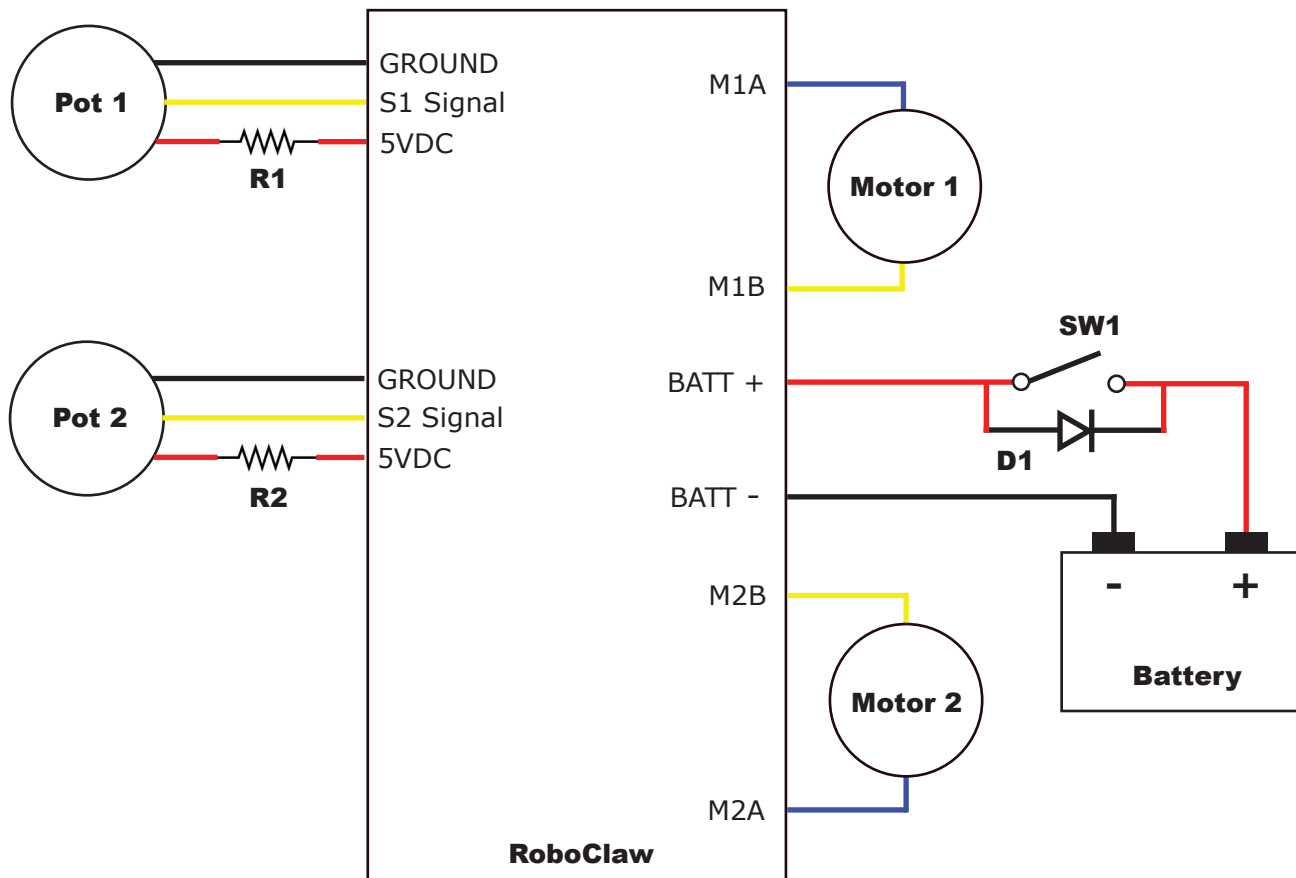 Pot 1
GROUND
S1 Signal
5VDC
R1
Pot 2
GROUND
S2 Signal
5VDC
R2
M1A
Motor 1
M1B
SW1
BATT +
D1
BATT -
- +
Battery
M2B
Motor 2
M2A
RoboClaw